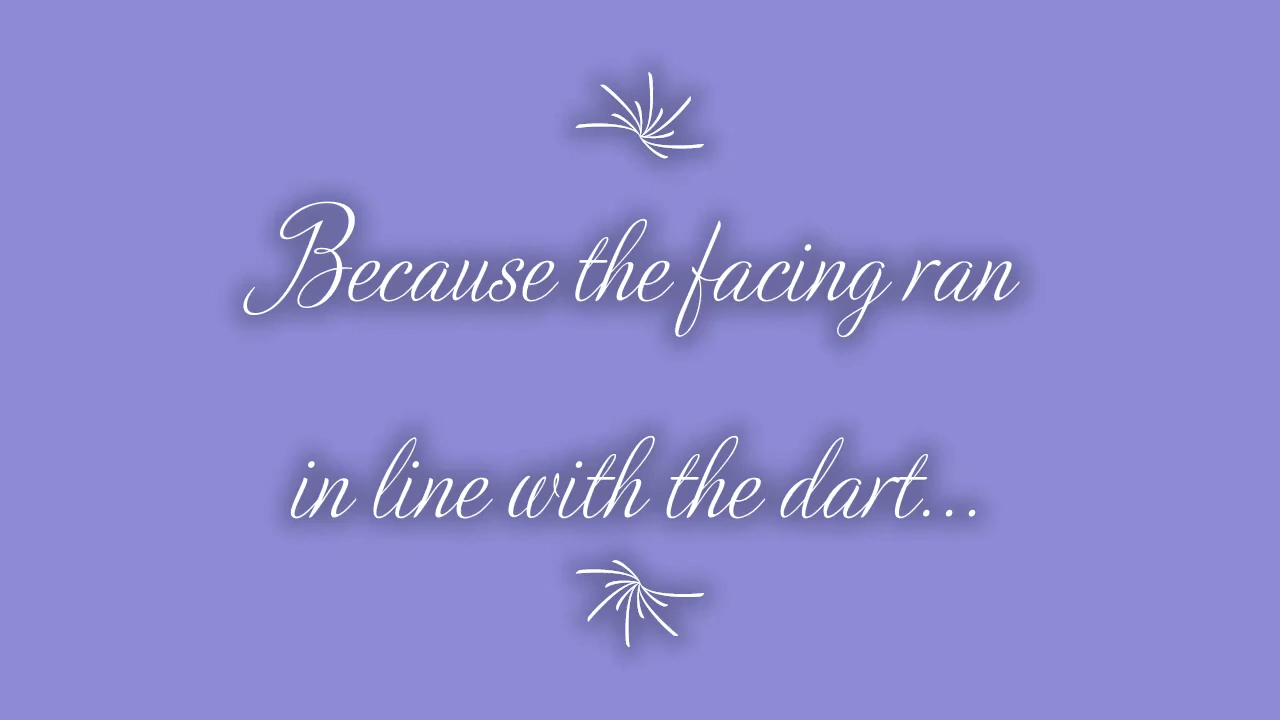 Because the facing ran
in line with the dart...